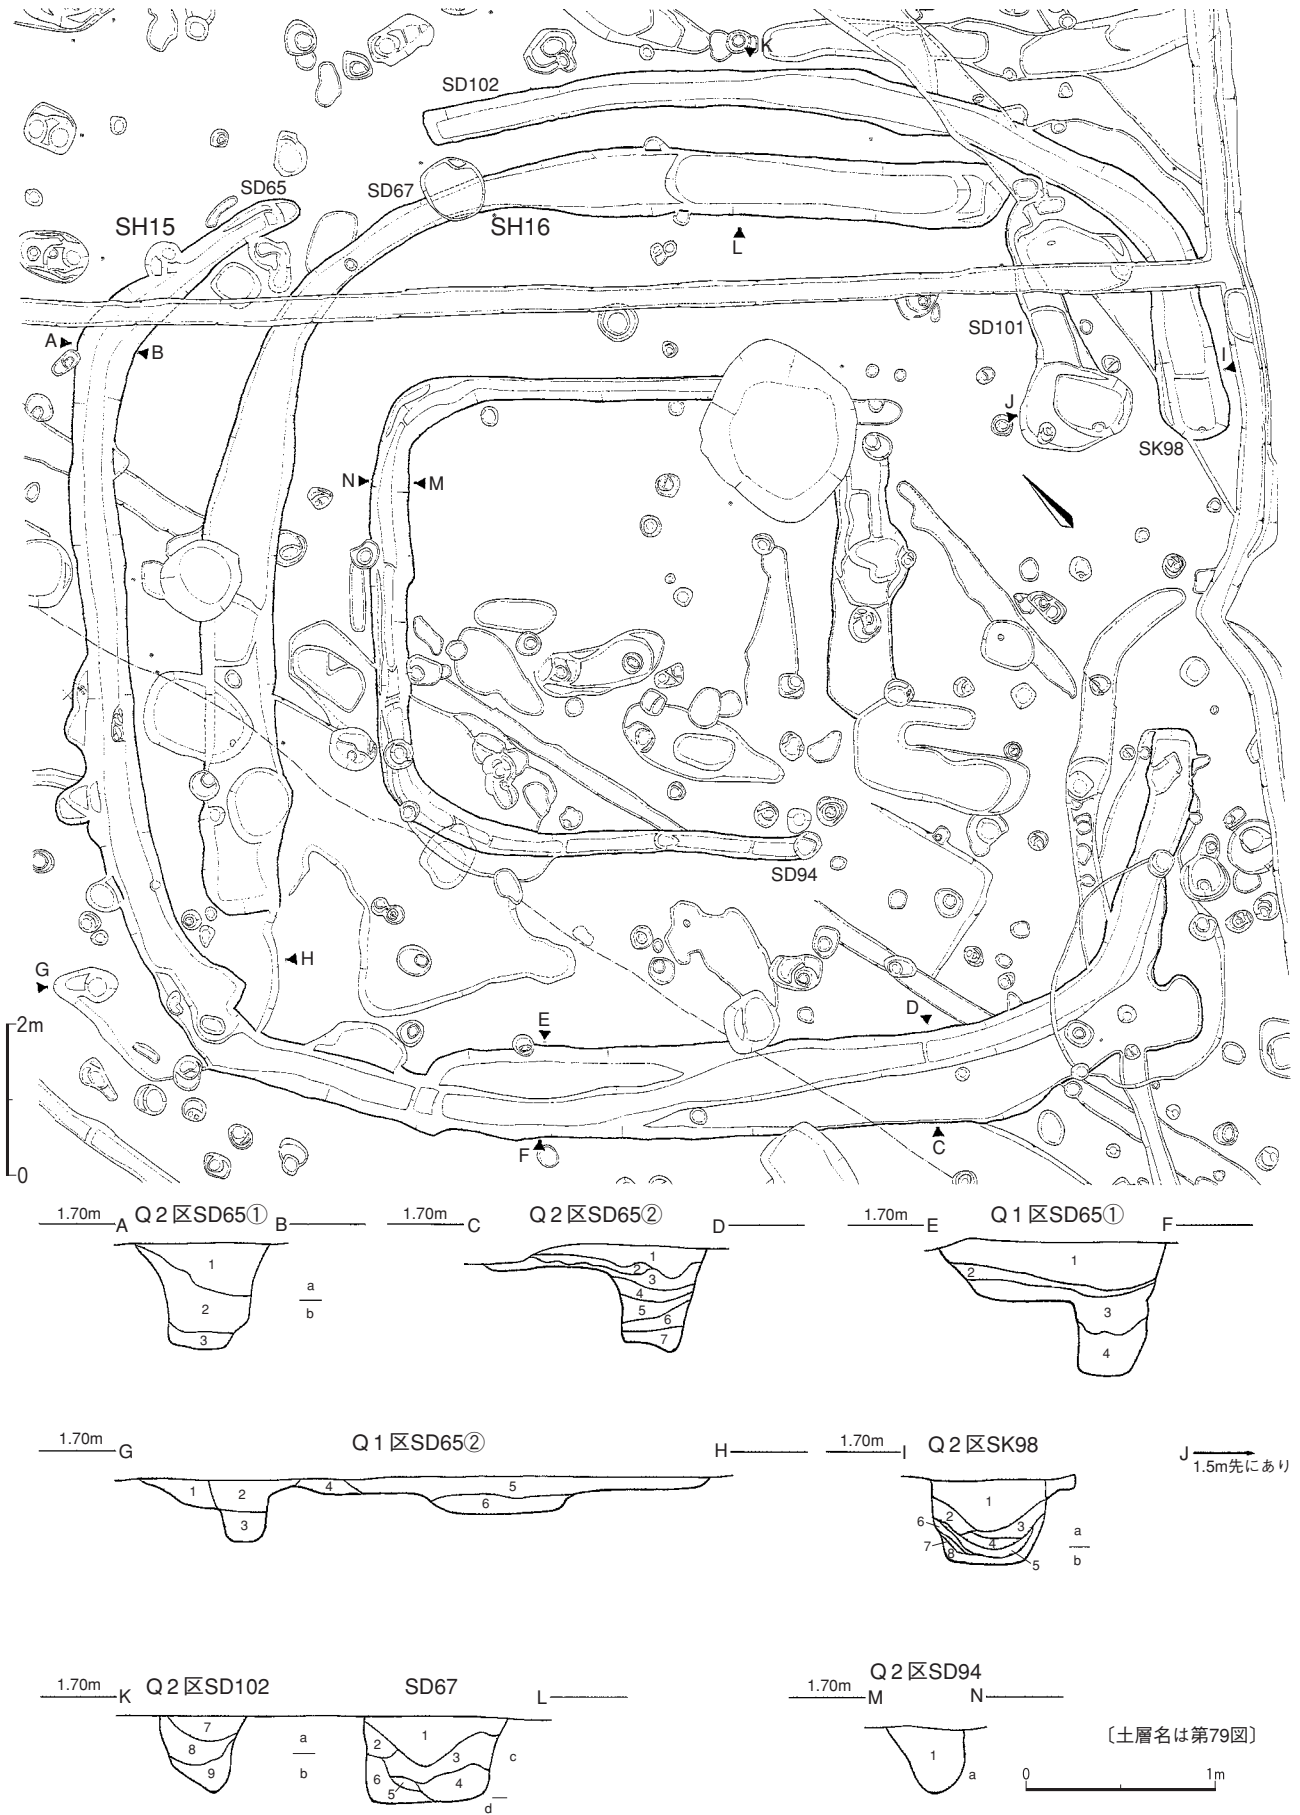 K
SD102
SD65
SD67
SH15
SH16
L
A
B
SD101
I
J
SK98
N
M
SD94
H
G
D
E
2m
F
C
0
1.70m A Q2区SD65① B
1
2
3
a
b
1.70m C Q2区SD65② D
1
2
3
4
5
6
7
1.70m E Q1区SD65① F
1
2
3
4
1.70m G Q1区SD65② H
1
2
3
4
5
6
1.70m I Q2区SK98 J
1.5m先にあり
1
2
3
4
5
6
7
8
a
b
1.70m K Q2区SD102 SD67 L
7
8
9
a
b
1
2
3
4
5
6
c
d
1.70m M Q2区SD94 N
1
a
〔土層名は第79図〕
0 1m